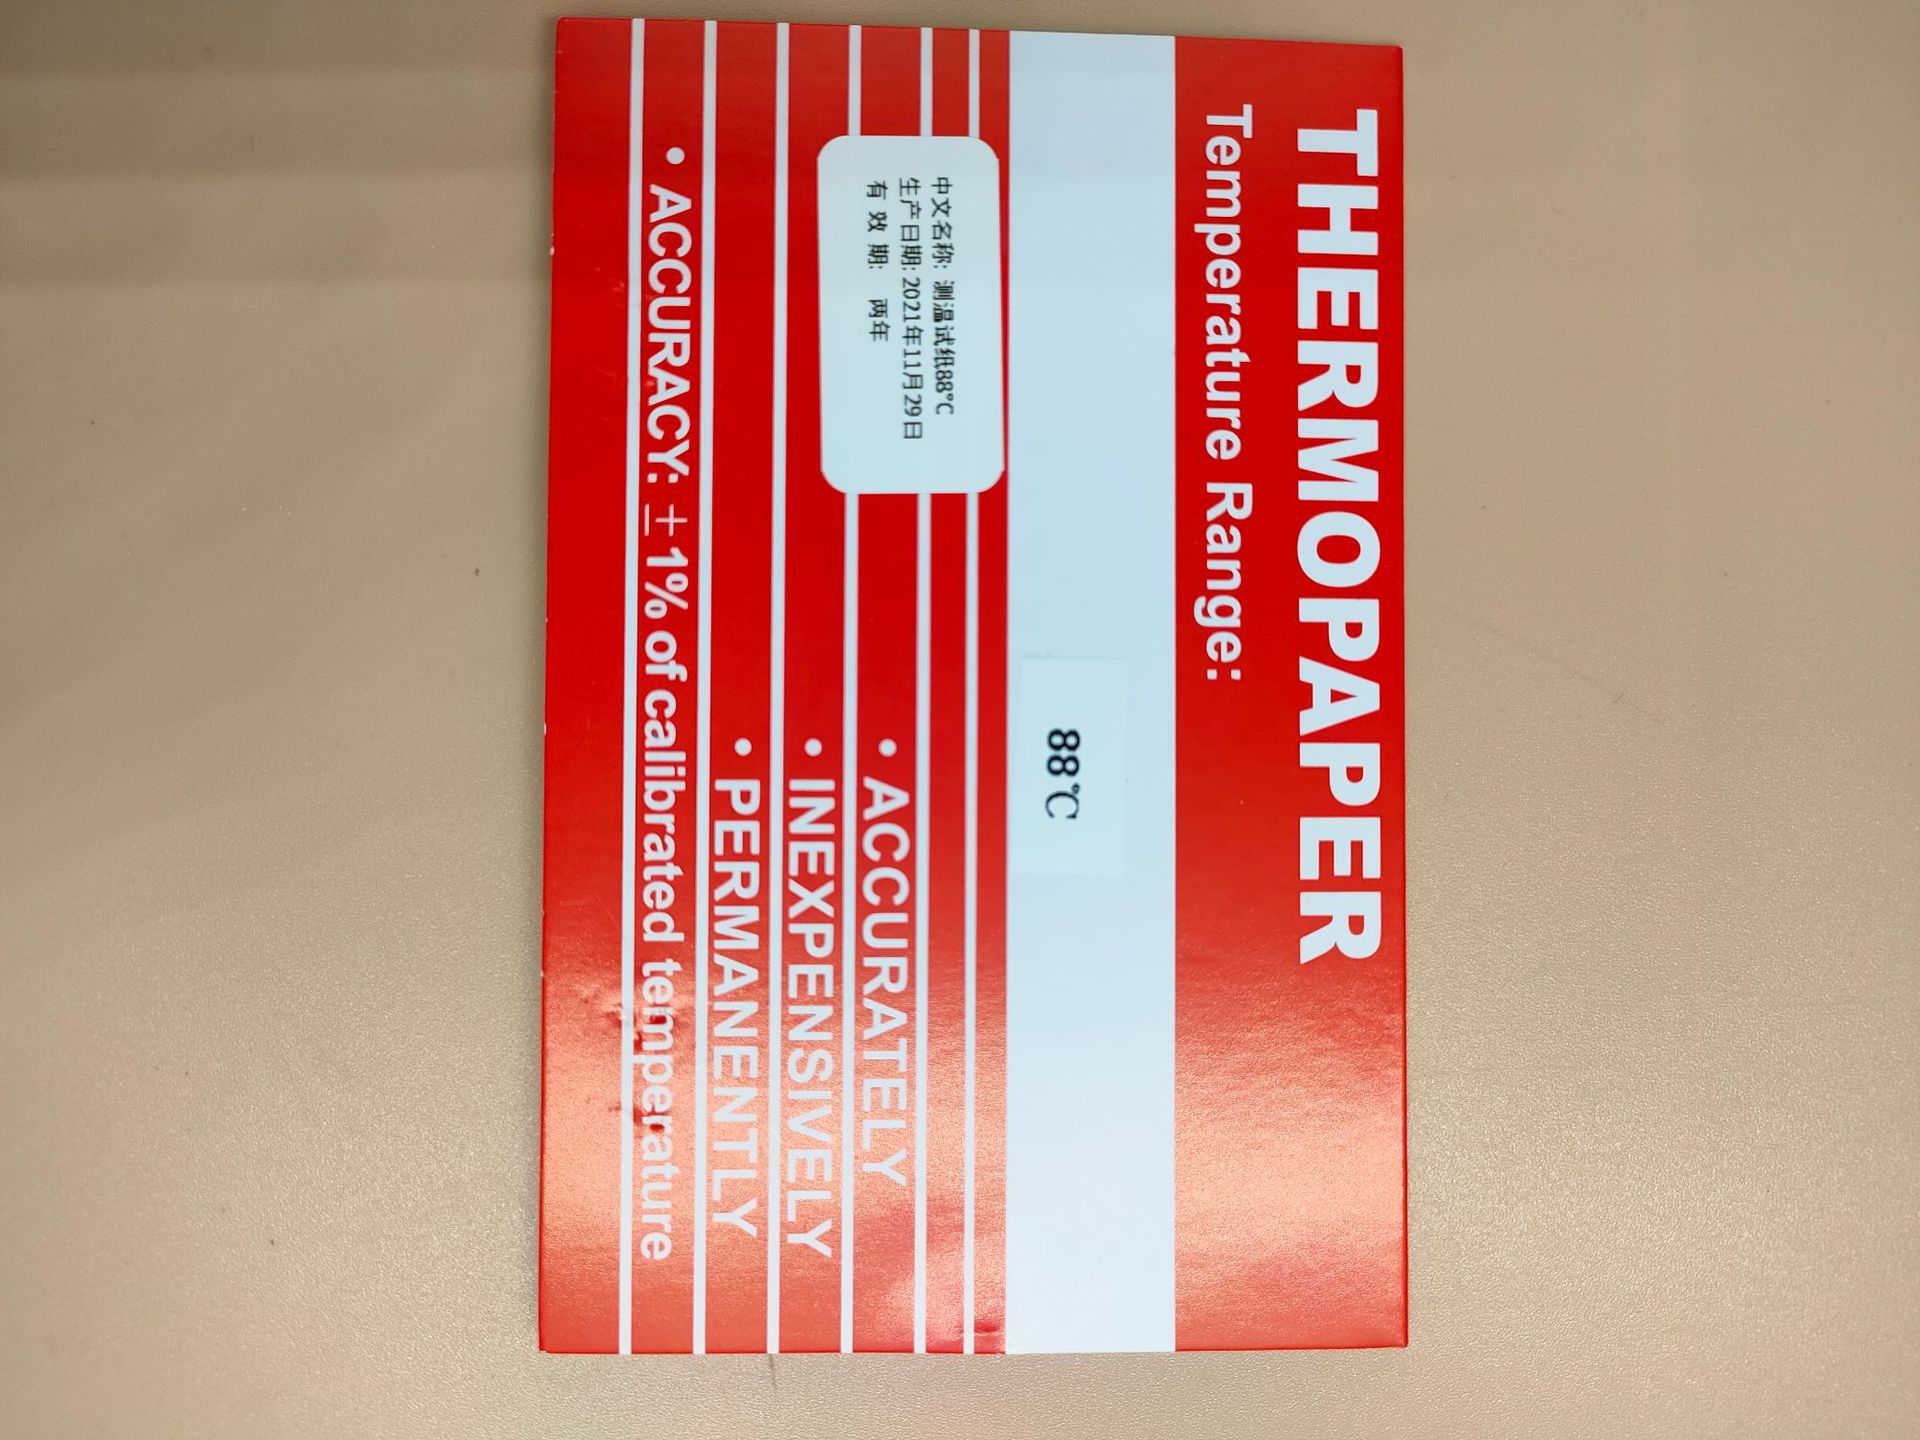 THERMOPAPER
Temperature Range:
88℃
中文名称: 测温试纸88℃
生产日期: 2021年11月29日
有 效 期: 两年
• ACCURATELY
• INEXPENSIVELY
• PERMANENTLY
• ACCURACY: ± 1% of calibrated temperature